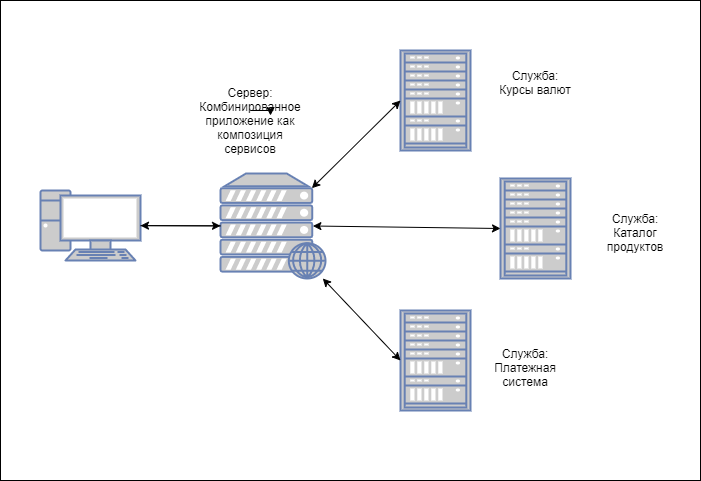 Сервер:
Комбинированное
приложение как
композиция
сервисов
Служба:
Курсы валют
Служба:
Каталог
продуктов
Служба:
Платежная
система